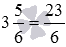 3 5/6 = 23/6